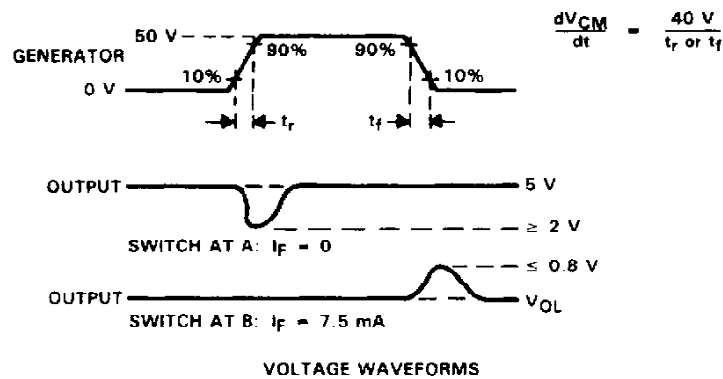 dVCM / dt = 40 V / tr or tf
50 V
GENERATOR
90%
90%
10%
10%
0 V
tr
tf
OUTPUT
5 V
≥ 2 V
SWITCH AT A: IF = 0
≤ 0.8 V
OUTPUT
VOL
SWITCH AT B: IF = 7.5 mA
VOLTAGE WAVEFORMS